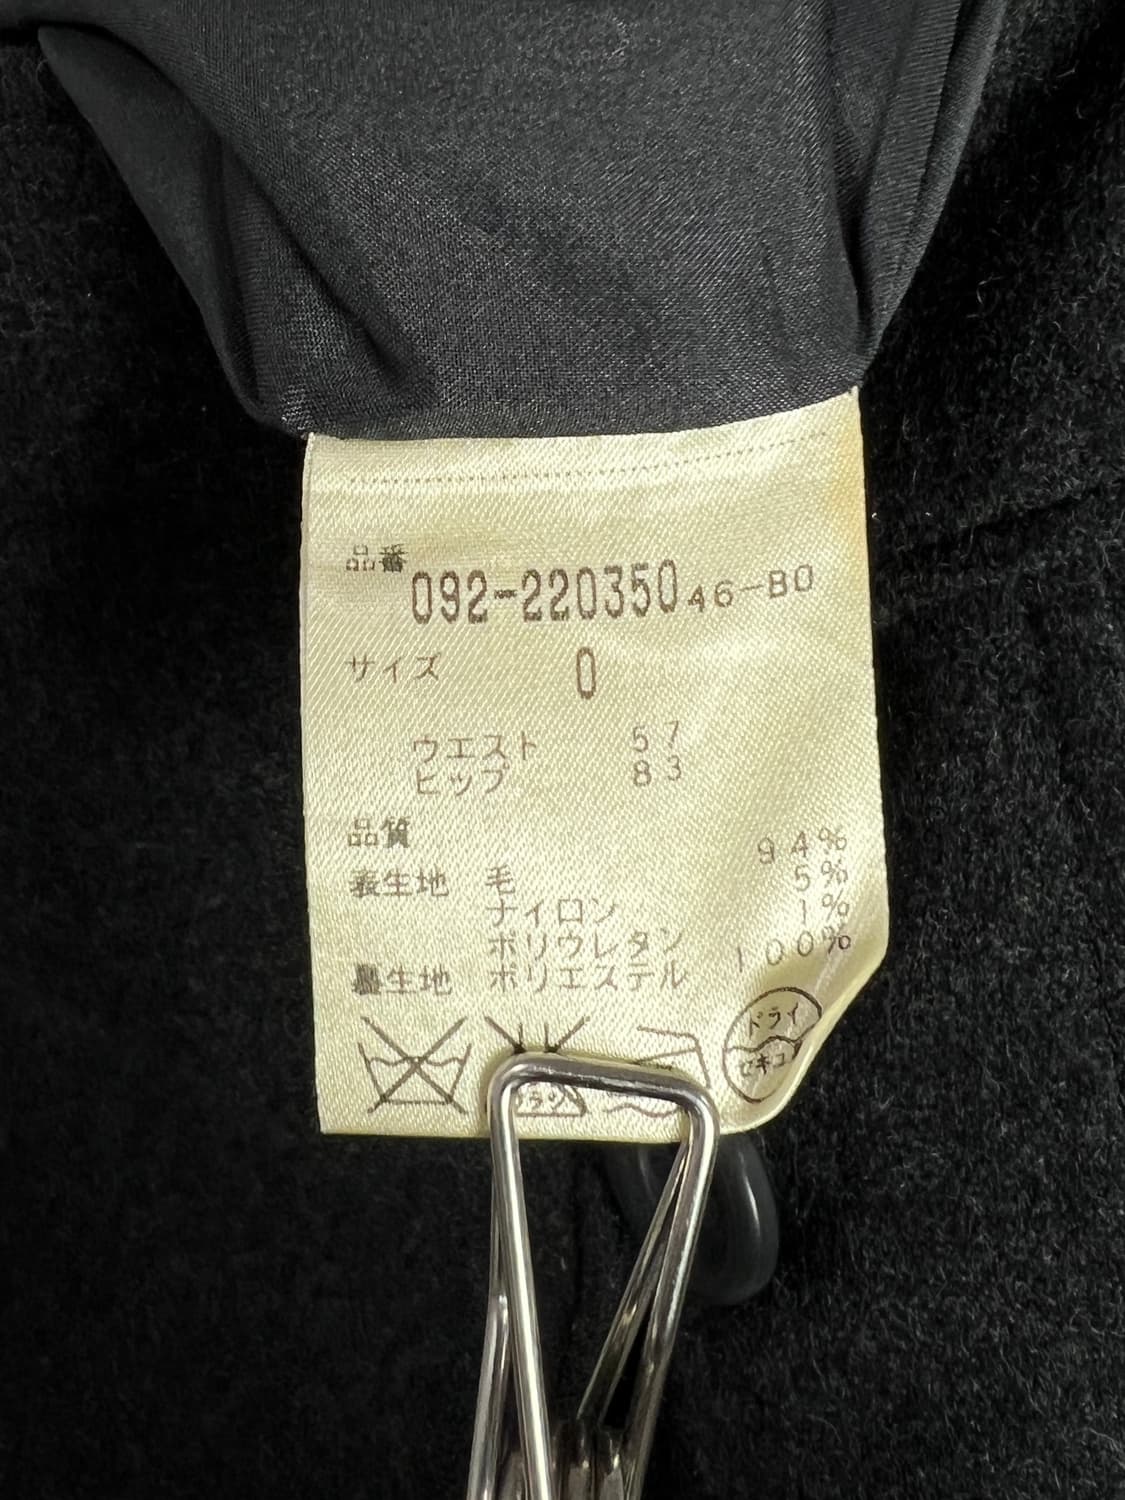 品番 092-220350 46-BO
サイズ 0
ウエスト 57
ヒップ 83
品質
表生地 毛 94%
ナイロン 5%
ポリウレタン 1%
裏生地 ポリエステル 100%
ドライ
セキユ